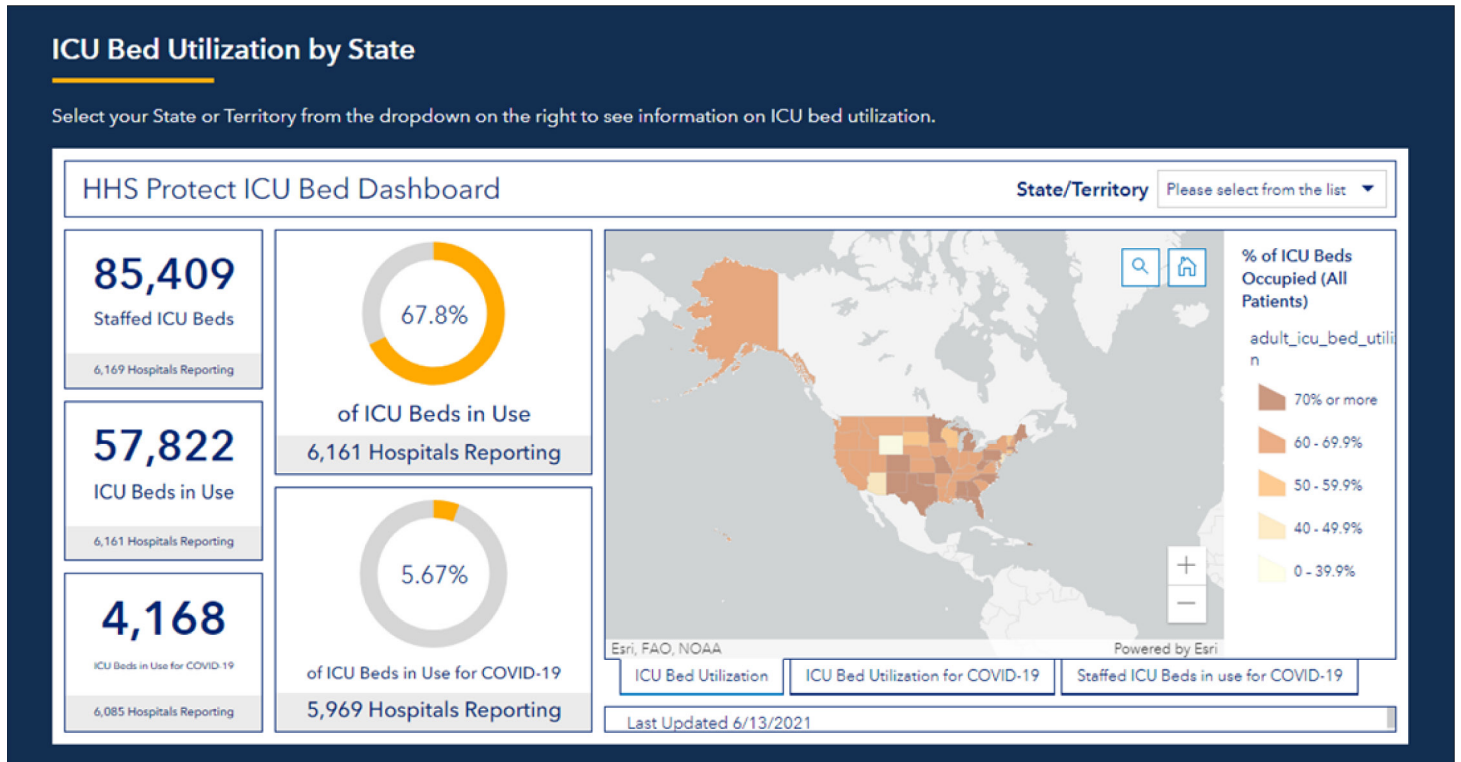 ICU Bed Utilization by State
Select your State or Territory from the dropdown on the right to see information on ICU bed utilization.
HHS Protect ICU Bed Dashboard
State/Territory
Please select from the list
85,409
Staffed ICU Beds
6,169 Hospitals Reporting
57,822
ICU Beds in Use
6,161 Hospitals Reporting
4,168
ICU Beds in Use for COVID-19
6,085 Hospitals Reporting
67.8%
of ICU Beds in Use
6,161 Hospitals Reporting
5.67%
of ICU Beds in Use for COVID-19
5,969 Hospitals Reporting
Esri, FAO, NOAA
Powered by Esri
% of ICU Beds
Occupied (All
Patients)
adult_icu_bed_utili
n
70% or more
60 - 69.9%
50 - 59.9%
40 - 49.9%
0 - 39.9%
ICU Bed Utilization
ICU Bed Utilization for COVID-19
Staffed ICU Beds in use for COVID-19
Last Updated 6/13/2021